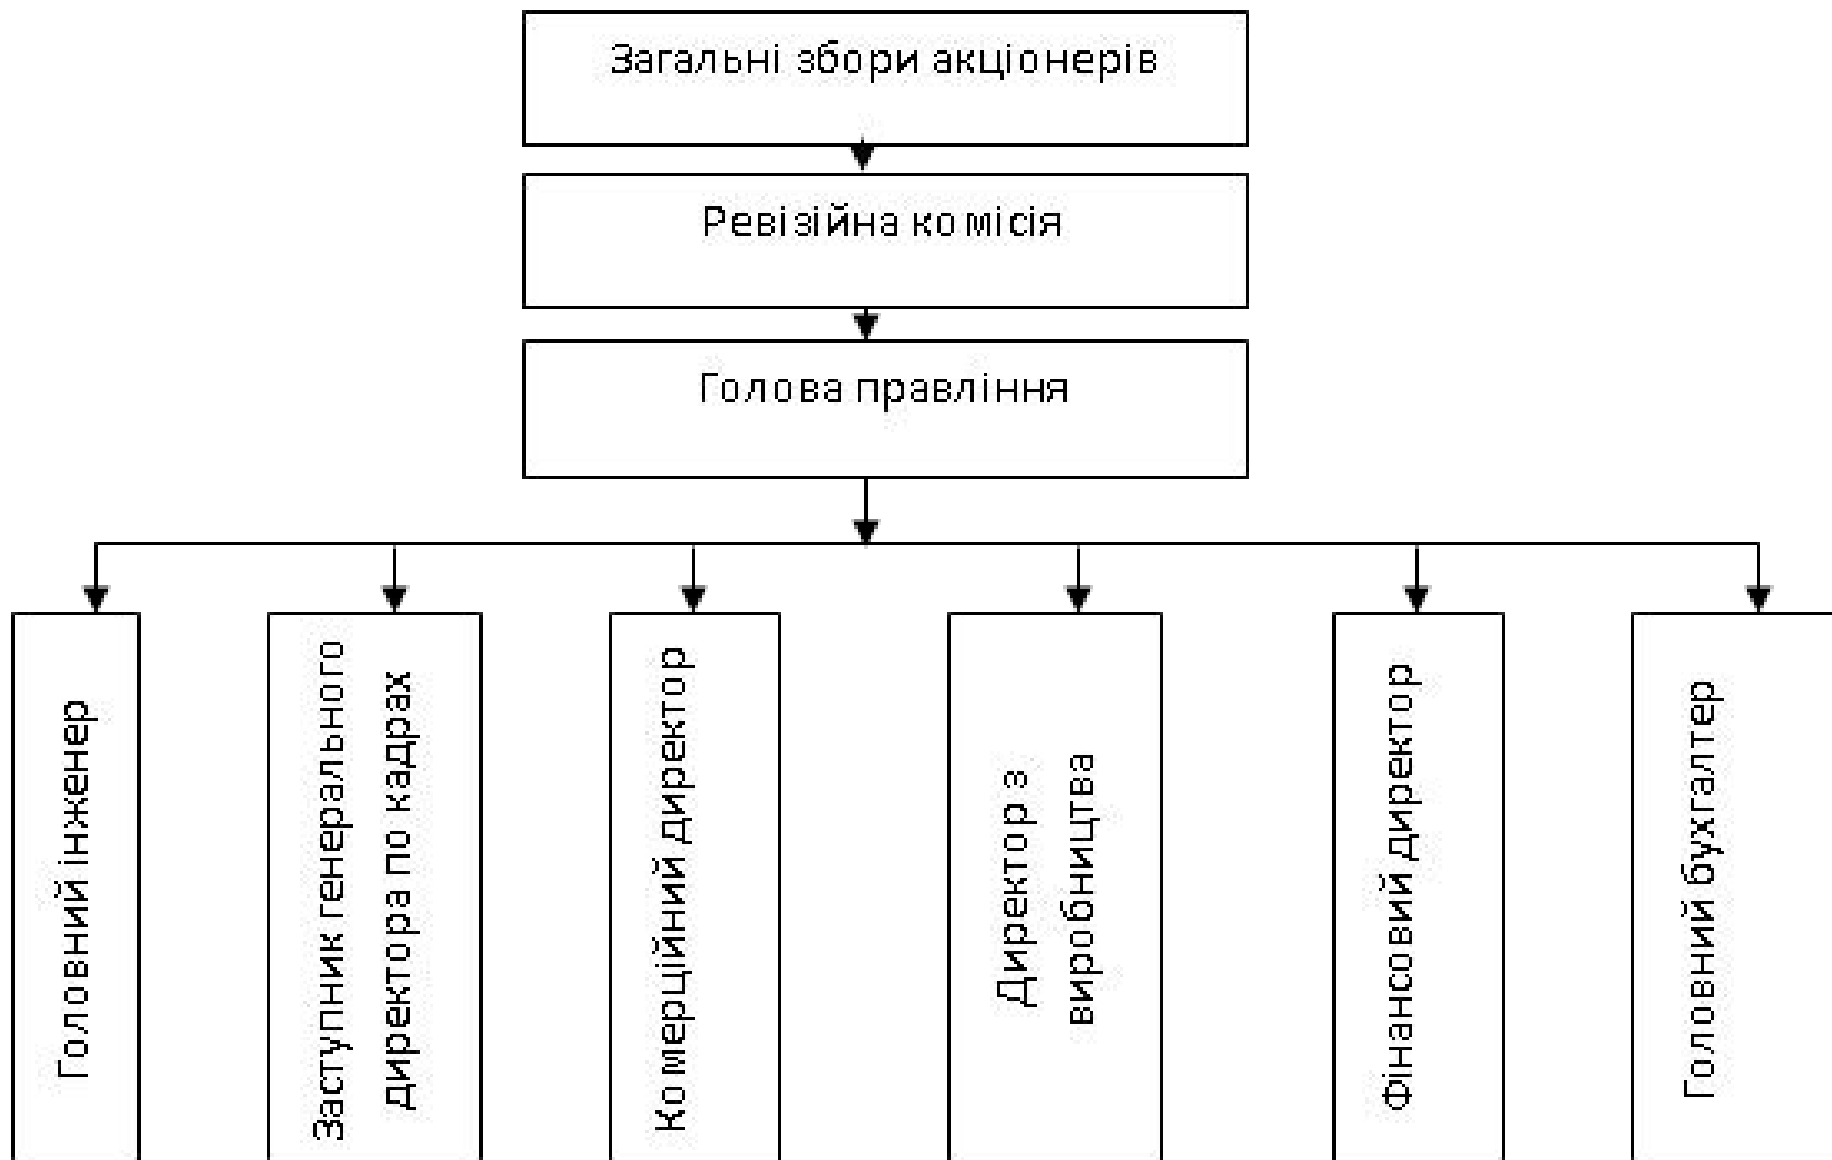 Загальні збори акціонерів
Ревізійна комісія
Голова правління
Головний інженер
Заступник генерального
директора по кадрах
Комерційний директор
Директор з
виробництва
Фінансовий директор
Головний бухгалтер